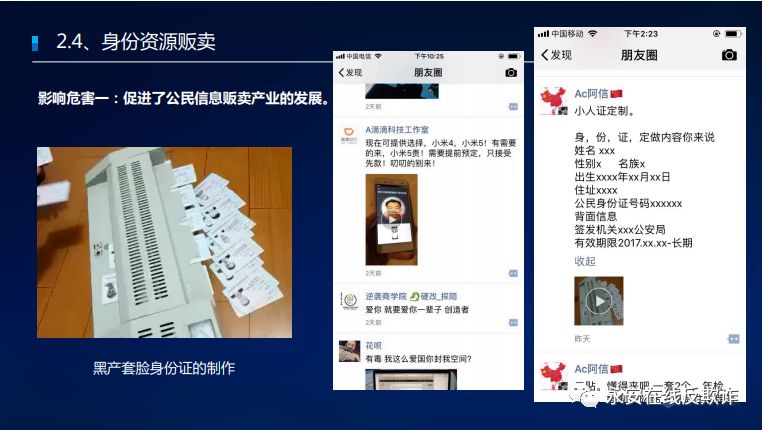 2.4、身份资源贩卖
影响危害一：促进了公民信息贩卖产业的发展。
黑产套脸身份证的制作
中国电信
下午10:25
发现
朋友圈
2天前
A滴滴科技工作室
现在可提供选择，小米4，小米5！有需要
的来，小米5贵！需要提前预定，只接受
先款！叨叨的别来！
2天前
逆袭商学院 硬改_探陌
爱你 就要爱你一辈子 创造者
2天前
花呗
有毒 我这么爱国你封我空间？
中国移动
下午2:23
发现
朋友圈
Ac阿信
小人证定制。
身，份，证，定做内容你来说
姓名 xxx
性别x 名族x
出生xxxx年xx月xx日
住址xxxx
公民身份证号码xxxxxx
背面信息
签发机关xxx公安局
有效期限2017.xx.xx-长期
收起
昨天
Ac阿信
永安在线反欺诈